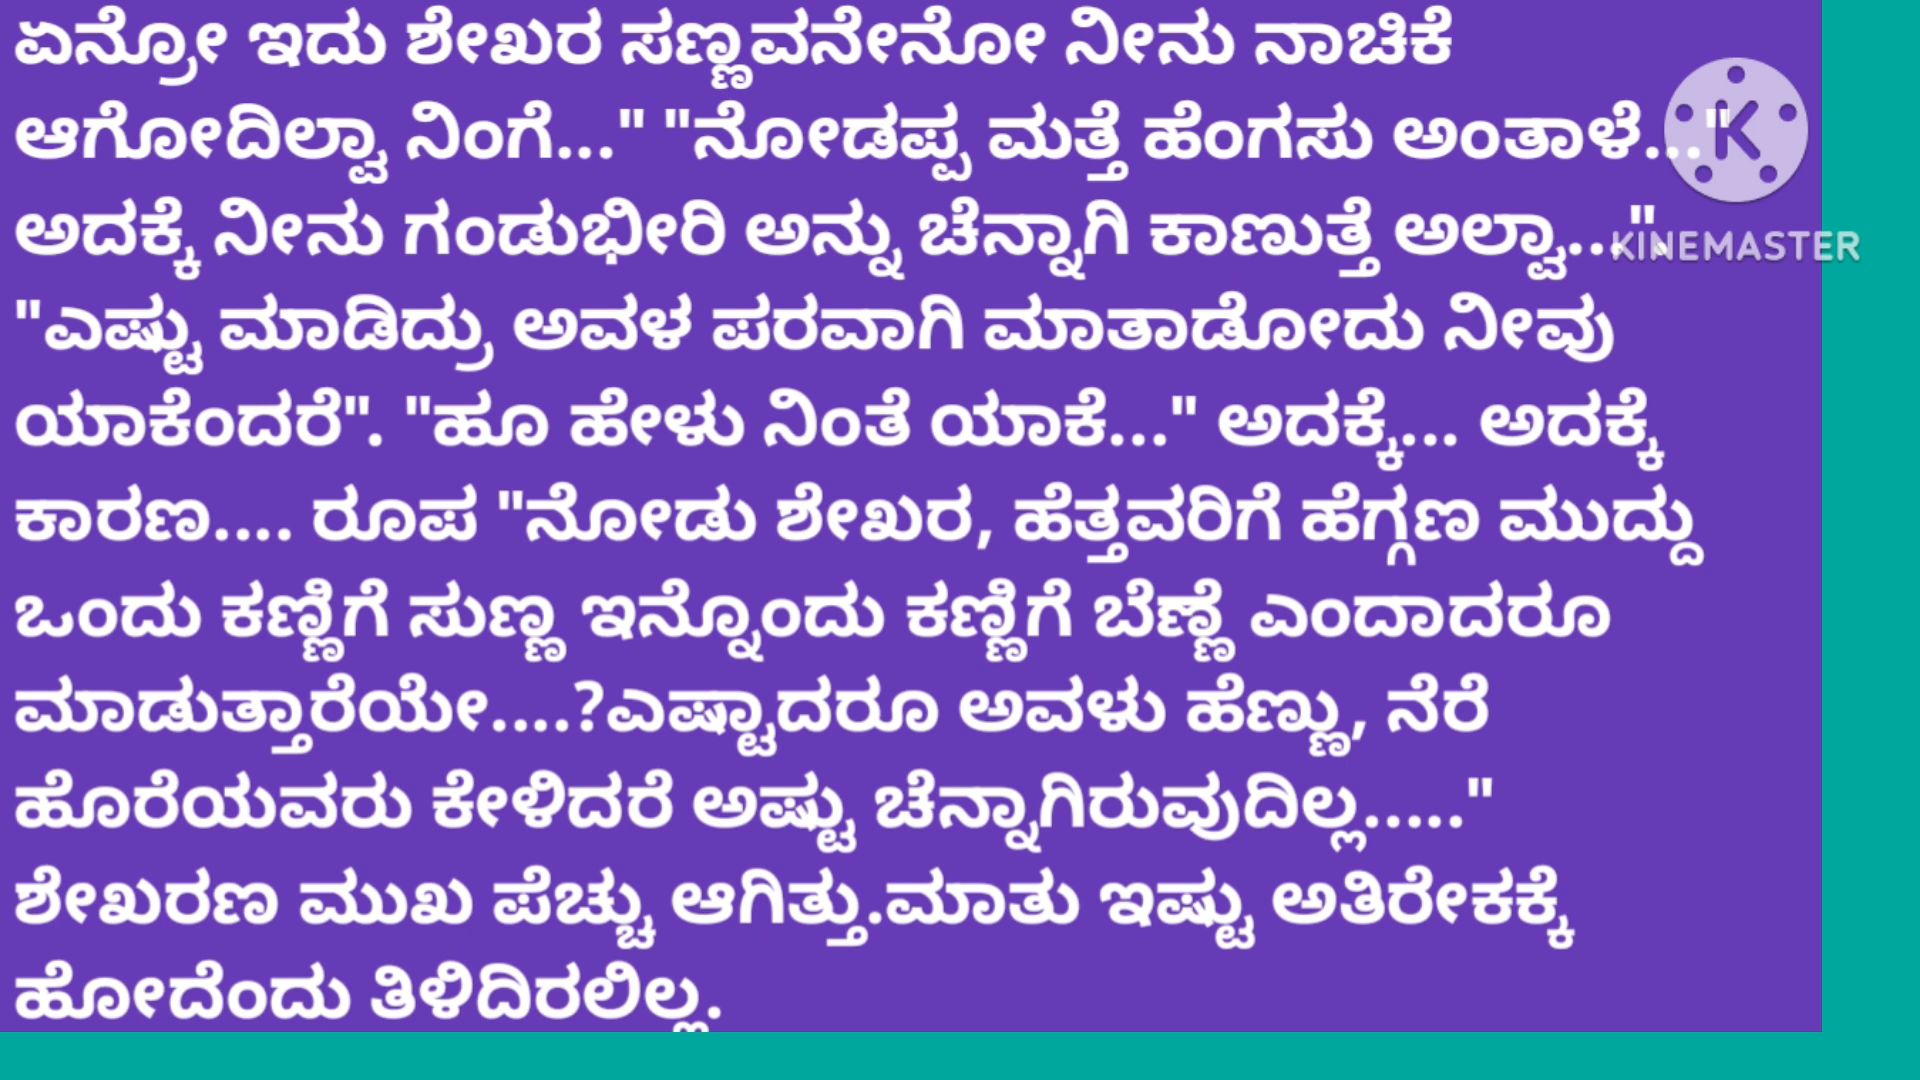 ಏನ್ರೋ ಇದು ಶೇಖರ ಸಣ್ಣವನೇನೋ ನೀನು ನಾಚಿಕೆ
ಆಗೋದಿಲ್ವಾ ನಿಂಗೆ..." "ನೋಡಪ್ಪ ಮತ್ತೆ ಹೆಂಗಸು ಅಂತಾಳೆ..."
ಅದಕ್ಕೆ ನೀನು ಗಂಡುಭೀರಿ ಅನ್ನು ಚೆನ್ನಾಗಿ ಕಾಣುತ್ತೆ ಅಲ್ವಾ...".
KINEMASTER
"ಎಷ್ಟು ಮಾಡಿದ್ರು ಅವಳ ಪರವಾಗಿ ಮಾತಾಡೋದು ನೀವು
ಯಾಕೆಂದರೆ". "ಹೂ ಹೇಳು ನಿಂತೆ ಯಾಕೆ..." ಅದಕ್ಕೆ... ಅದಕ್ಕೆ
ಕಾರಣ.... ರೂಪ "ನೋಡು ಶೇಖರ, ಹೆತ್ತವರಿಗೆ ಹೆಗ್ಗಣ ಮುದ್ದು
ಒಂದು ಕಣ್ಣಿಗೆ ಸುಣ್ಣ ಇನ್ನೊಂದು ಕಣ್ಣಿಗೆ ಬೆಣ್ಣೆ ಎಂದಾದರೂ
ಮಾಡುತ್ತಾರೆಯೇ....?ಎಷ್ಟಾದರೂ ಅವಳು ಹೆಣ್ಣು, ನೆರೆ
ಹೊರೆಯವರು ಕೇಳಿದರೆ ಅಷ್ಟು ಚೆನ್ನಾಗಿರುವುದಿಲ್ಲ....."
ಶೇಖರಣ ಮುಖ ಪೆಚ್ಚು ಆಗಿತ್ತು.ಮಾತು ಇಷ್ಟು ಅತಿರೇಕಕ್ಕೆ
ಹೋದೆಂದು ತಿಳಿದಿರಲಿಲ್ಲ.